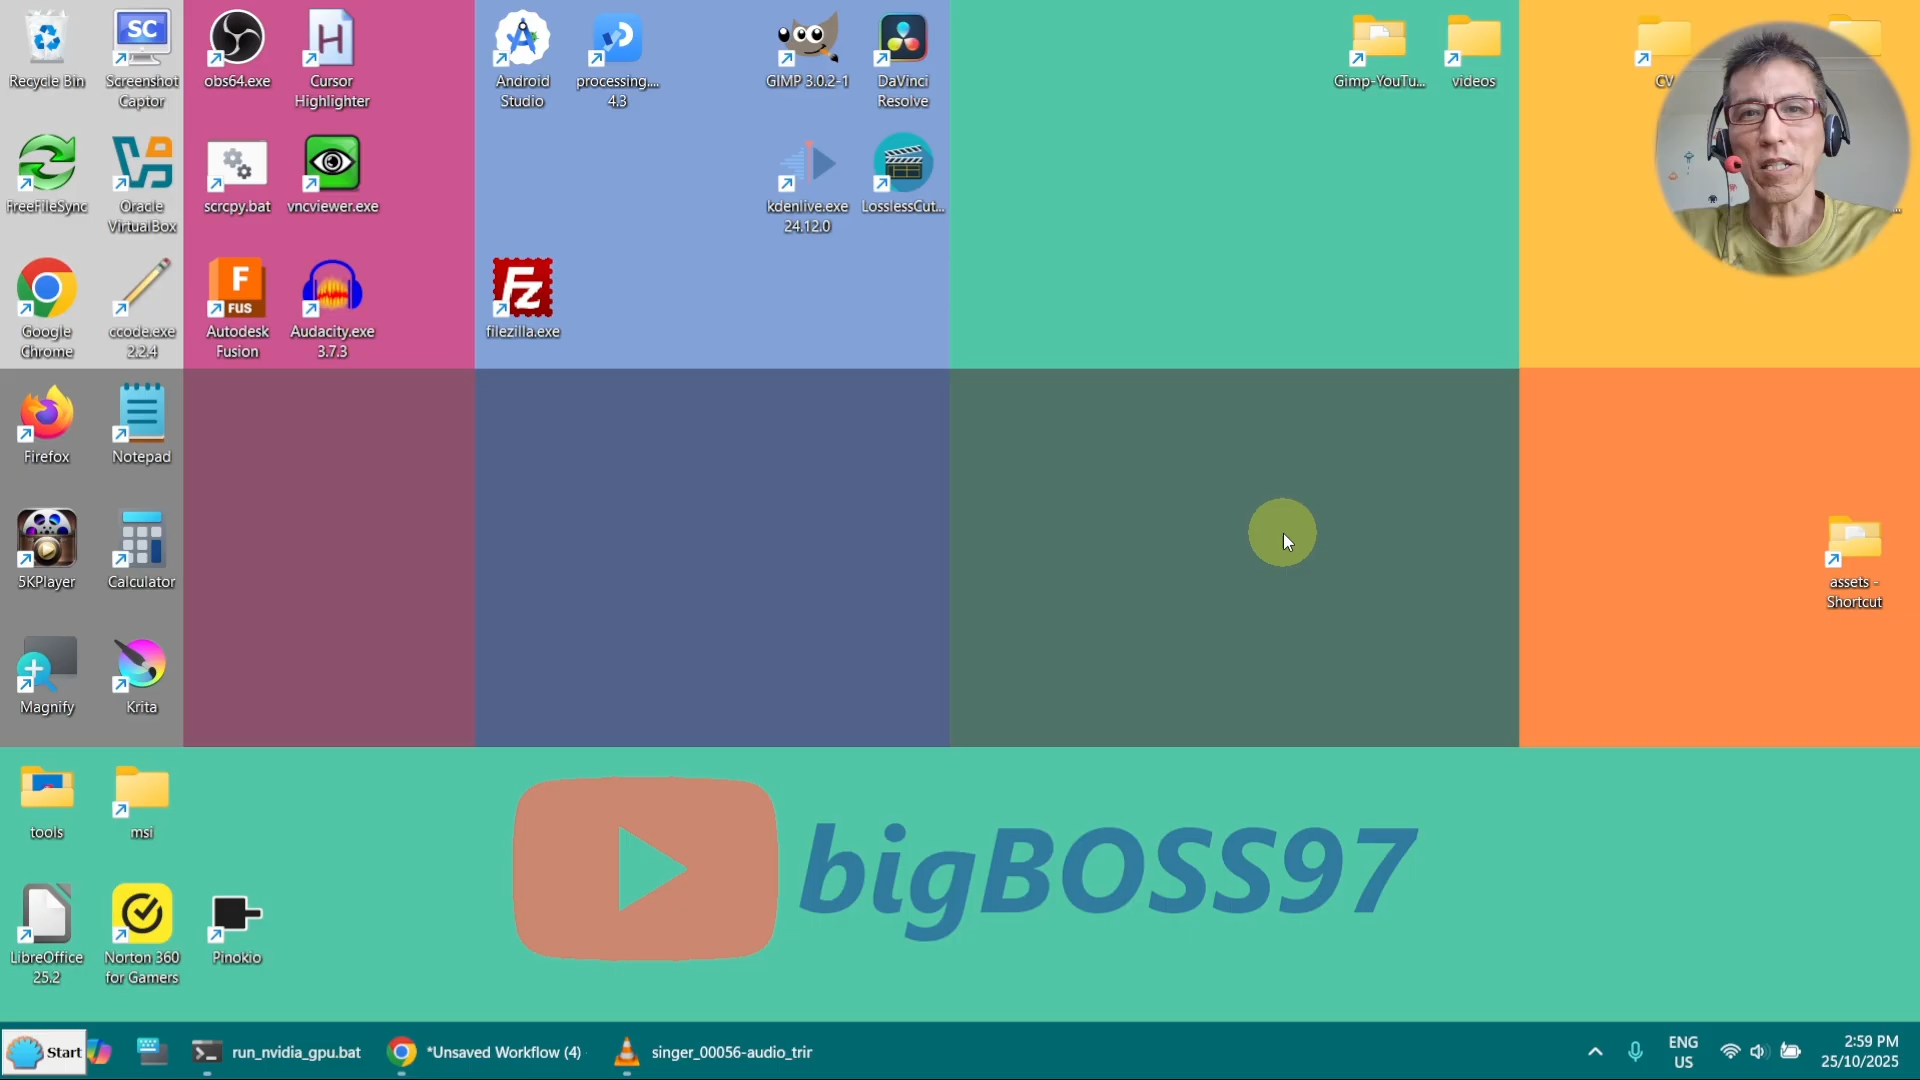 Recycle Bin
SC
Screenshot
Captor
obs64.exe
H
Cursor
Highlighter
Android
Studio
processing....
4.3
GIMP 3.0.2-1
DaVinci
Resolve
Gimp-YouTu...
videos
CV
FreeFileSync
Oracle
VirtualBox
scrcpy.bat
vncviewer.exe
kdenlive.exe
24.12.0
LosslessCut...
Google
Chrome
ccode.exe
2.2.4
F
FUS
Autodesk
Fusion
Audacity.exe
3.7.3
Fz
filezilla.exe
Firefox
Notepad
5KPlayer
Calculator
assets -
Shortcut
Magnify
Krita
tools
msi
bigBOSS97
LibreOffice
25.2
Norton 360
for Gamers
Pinokio
Start
run_nvidia_gpu.bat
*Unsaved Workflow (4)
singer_00056-audio_trir
ENG
US
2:59 PM
25/10/2025